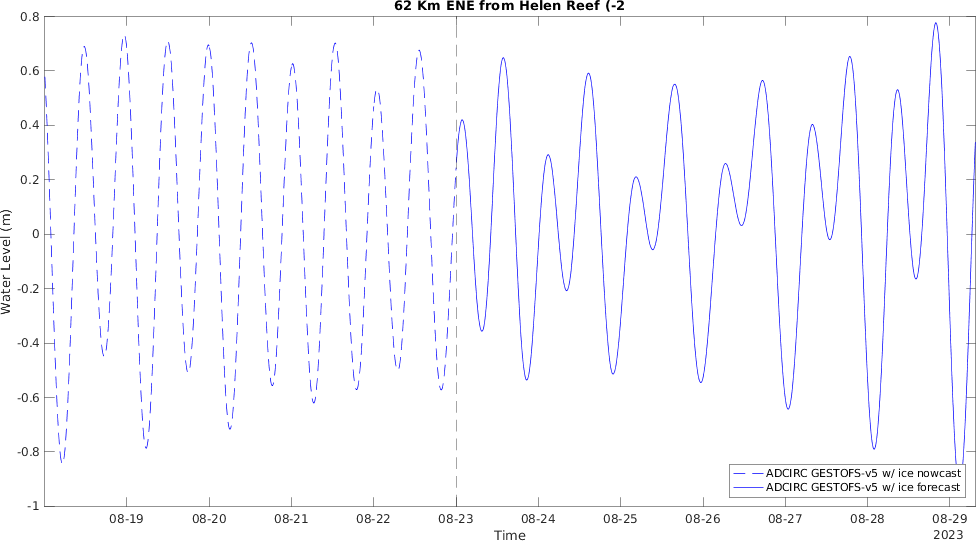 62 Km ENE from Helen Reef (-2
0.8
0.6
0.4
0.2
0
-0.2
-0.4
-0.6
-0.8
-1
Water Level (m)
ADCIRC GESTOFS-v5 w/ ice nowcast
ADCIRC GESTOFS-v5 w/ ice forecast
08-19 08-20 08-21 08-22 08-23 08-24 08-25 08-26 08-27 08-28 08-29
Time
2023